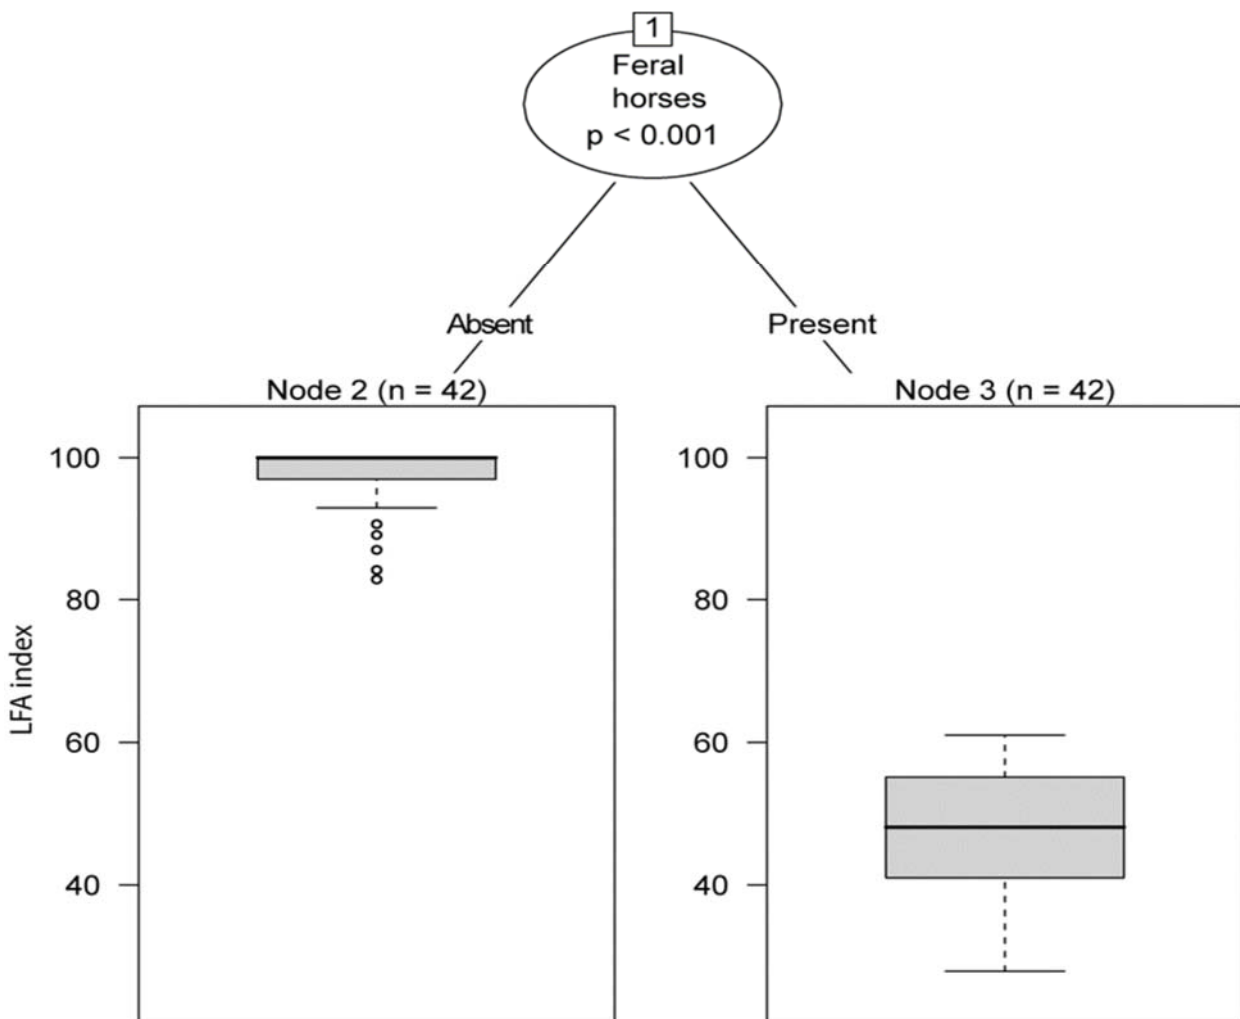 1
Feral
horses
p < 0.001
Absent
Present
Node 2 (n = 42)
Node 3 (n = 42)
LFA index
100
80
60
40
100
80
60
40